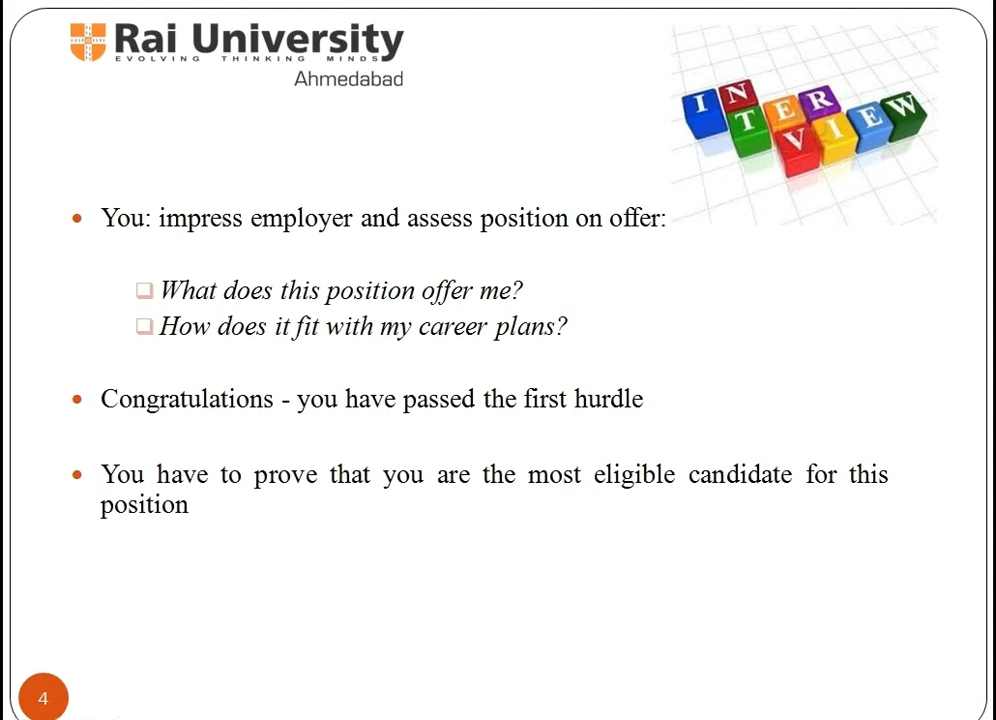 Rai University
EVOLVING THINKING MINDS
Ahmedabad
INTERVIEW
You: impress employer and assess position on offer:
What does this position offer me?
How does it fit with my career plans?
Congratulations - you have passed the first hurdle
You have to prove that you are the most eligible candidate for this
position
4